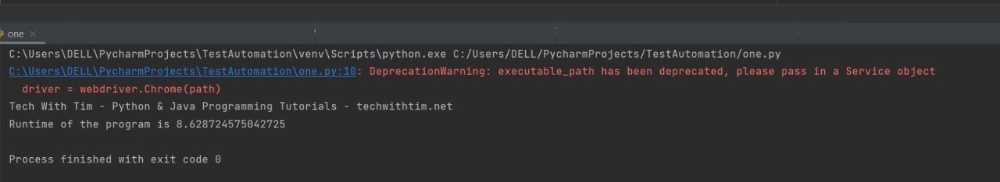 one
C:\Users\DELL\PycharmProjects\TestAutomation\venv\Scripts\python.exe C:/Users/DELL/PycharmProjects/TestAutomation/one.py
C:\Users\DELL\PycharmProjects\TestAutomation\one.py:10: DeprecationWarning: executable_path has been deprecated, please pass in a Service object
driver = webdriver.Chrome(path)
Tech With Tim - Python & Java Programming Tutorials - techwithtim.net
Runtime of the program is 8.628724575042725
Process finished with exit code 0